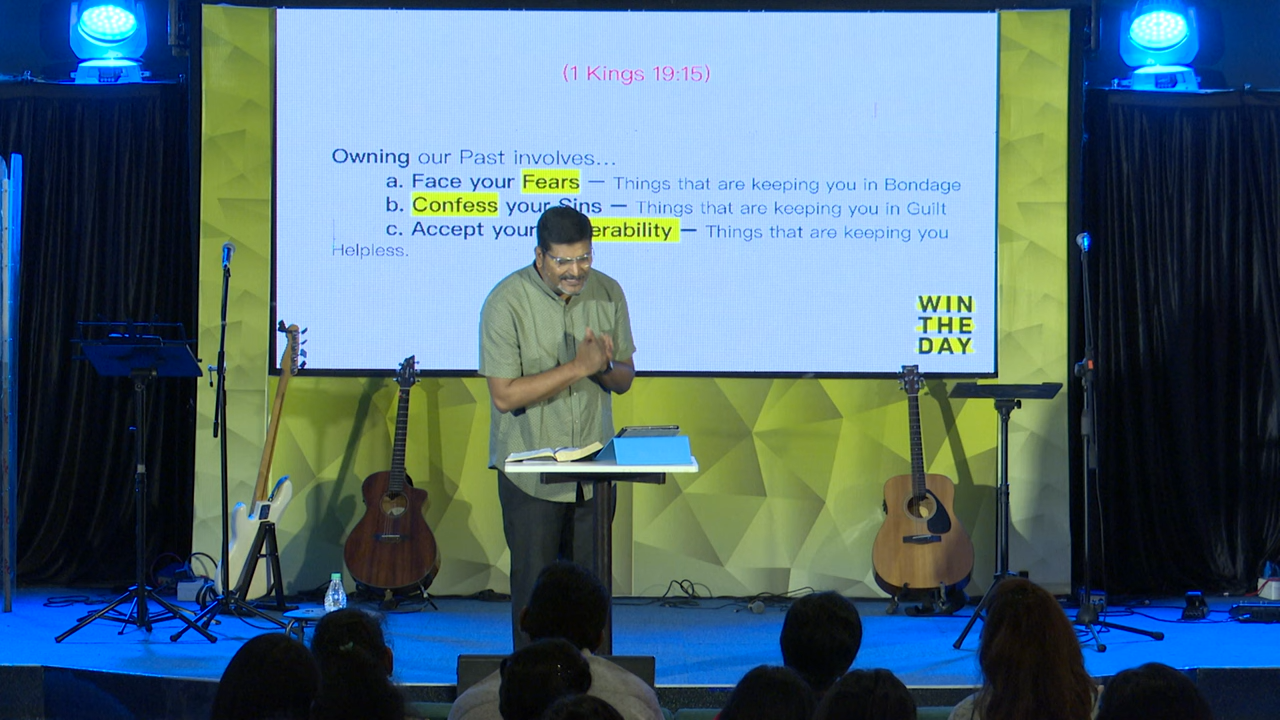 (1 Kings 19:15)
Owning our Past involves...
a. Face your Fears — Things that are keeping you in Bondage
b. Confess your Sins — Things that are keeping you in Guilt
c. Accept your erability — Things that are keeping you
Helpless.
WIN
THE
DAY